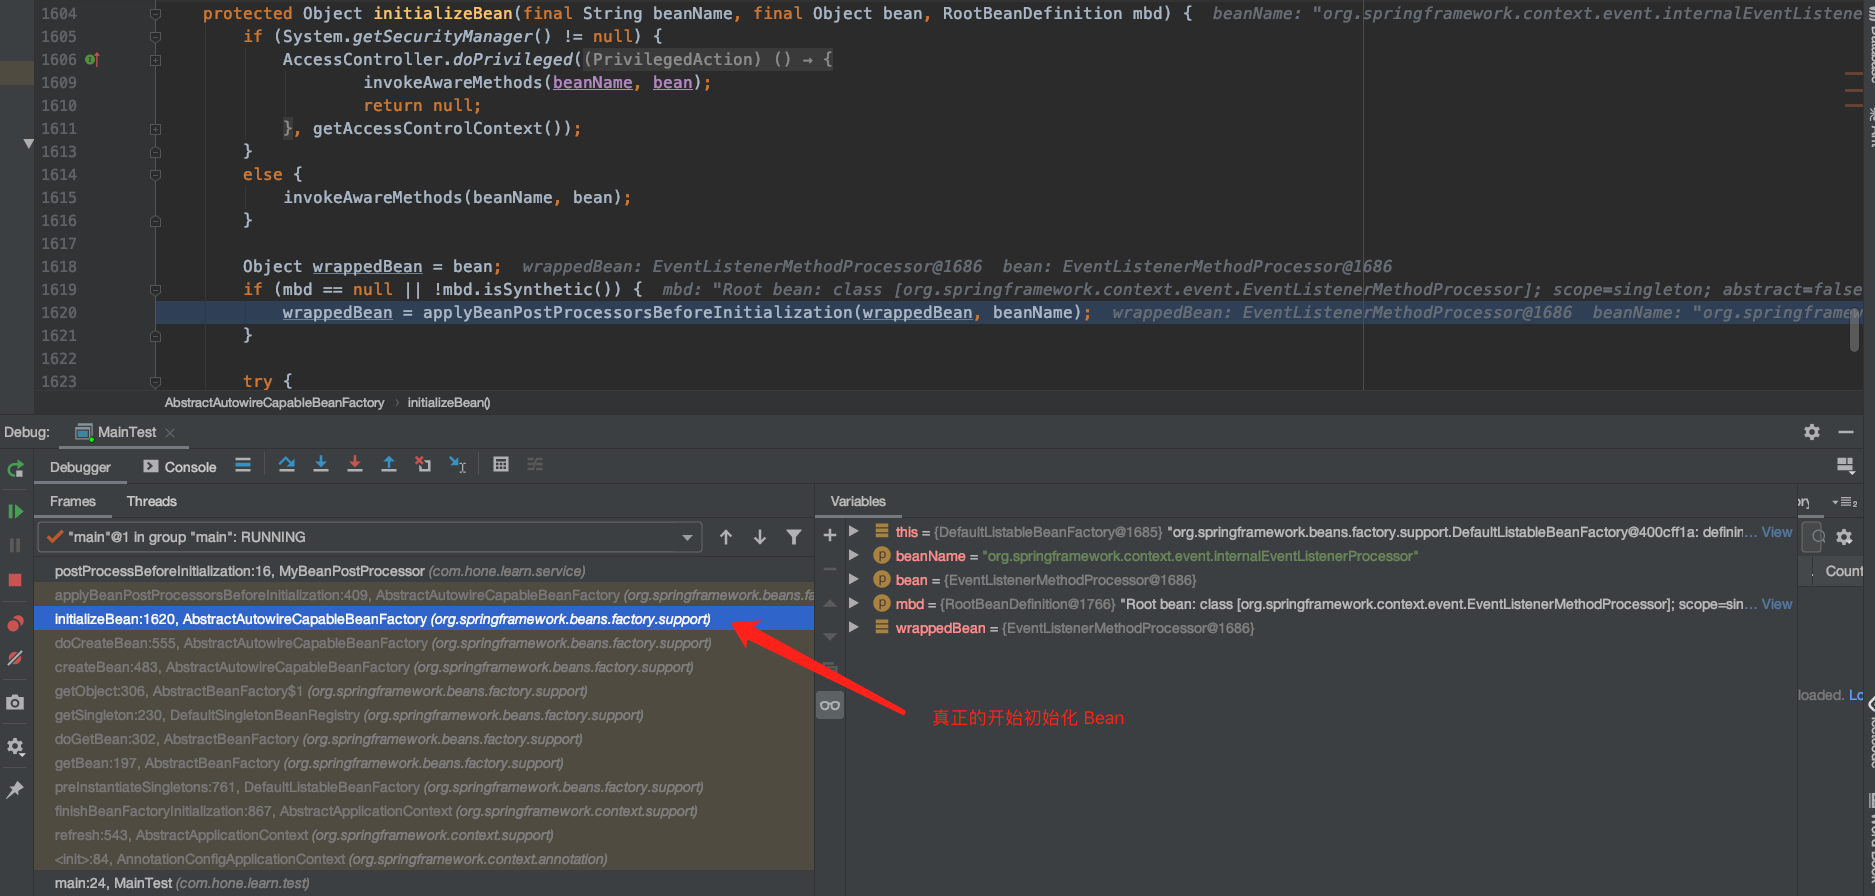 1604 protected Object initializeBean(final String beanName, final Object bean, RootBeanDefinition mbd) { beanName: "org.springframework.context.event.internalEventListene
1605 if (System.getSecurityManager() != null) {
1606 AccessController.doPrivileged((PrivilegedAction) () → {
1609 invokeAwareMethods(beanName, bean);
1610 return null;
1611 }, getAccessControlContext());
1613 }
1614 else {
1615 invokeAwareMethods(beanName, bean);
1616 }
1617
1618 Object wrappedBean = bean; wrappedBean: EventListenerMethodProcessor@1686 bean: EventListenerMethodProcessor@1686
1619 if (mbd == null || !mbd.isSynthetic()) { mbd: "Root bean: class [org.springframework.context.event.EventListenerMethodProcessor]; scope=singleton; abstract=false
1620 wrappedBean = applyBeanPostProcessorsBeforeInitialization(wrappedBean, beanName); wrappedBean: EventListenerMethodProcessor@1686 beanName: "org.springframew
1621 }
1622
1623 try {
AbstractAutowireCapableBeanFactory › initializeBean()
Debug: MainTest
Debugger Console
Frames Threads
"main"@1 in group "main": RUNNING
postProcessBeforeInitialization:16, MyBeanPostProcessor (com.hone.learn.service)
applyBeanPostProcessorsBeforeInitialization:409, AbstractAutowireCapableBeanFactory (org.springframework.beans.fa
initializeBean:1620, AbstractAutowireCapableBeanFactory (org.springframework.beans.factory.support)
doCreateBean:555, AbstractAutowireCapableBeanFactory (org.springframework.beans.factory.support)
createBean:483, AbstractAutowireCapableBeanFactory (org.springframework.beans.factory.support)
getObject:306, AbstractBeanFactory$1 (org.springframework.beans.factory.support)
getSingleton:230, DefaultSingletonBeanRegistry (org.springframework.beans.factory.support)
doGetBean:302, AbstractBeanFactory (org.springframework.beans.factory.support)
getBean:197, AbstractBeanFactory (org.springframework.beans.factory.support)
preInstantiateSingletons:761, DefaultListableBeanFactory (org.springframework.beans.factory.support)
finishBeanFactoryInitialization:867, AbstractApplicationContext (org.springframework.context.support)
refresh:543, AbstractApplicationContext (org.springframework.context.support)
<init>:84, AnnotationConfigApplicationContext (org.springframework.context.annotation)
main:24, MainTest (com.hone.learn.test)
Variables
this = {DefaultListableBeanFactory@1685} "org.springframework.beans.factory.support.DefaultListableBeanFactory@400cff1a: definin... View
beanName = "org.springframework.context.event.internalEventListenerProcessor"
bean = {EventListenerMethodProcessor@1686}
mbd = {RootBeanDefinition@1766} "Root bean: class [org.springframework.context.event.EventListenerMethodProcessor]; scope=sin... View
wrappedBean = {EventListenerMethodProcessor@1686}
真正的开始初始化 Bean
Count
loaded. Lo